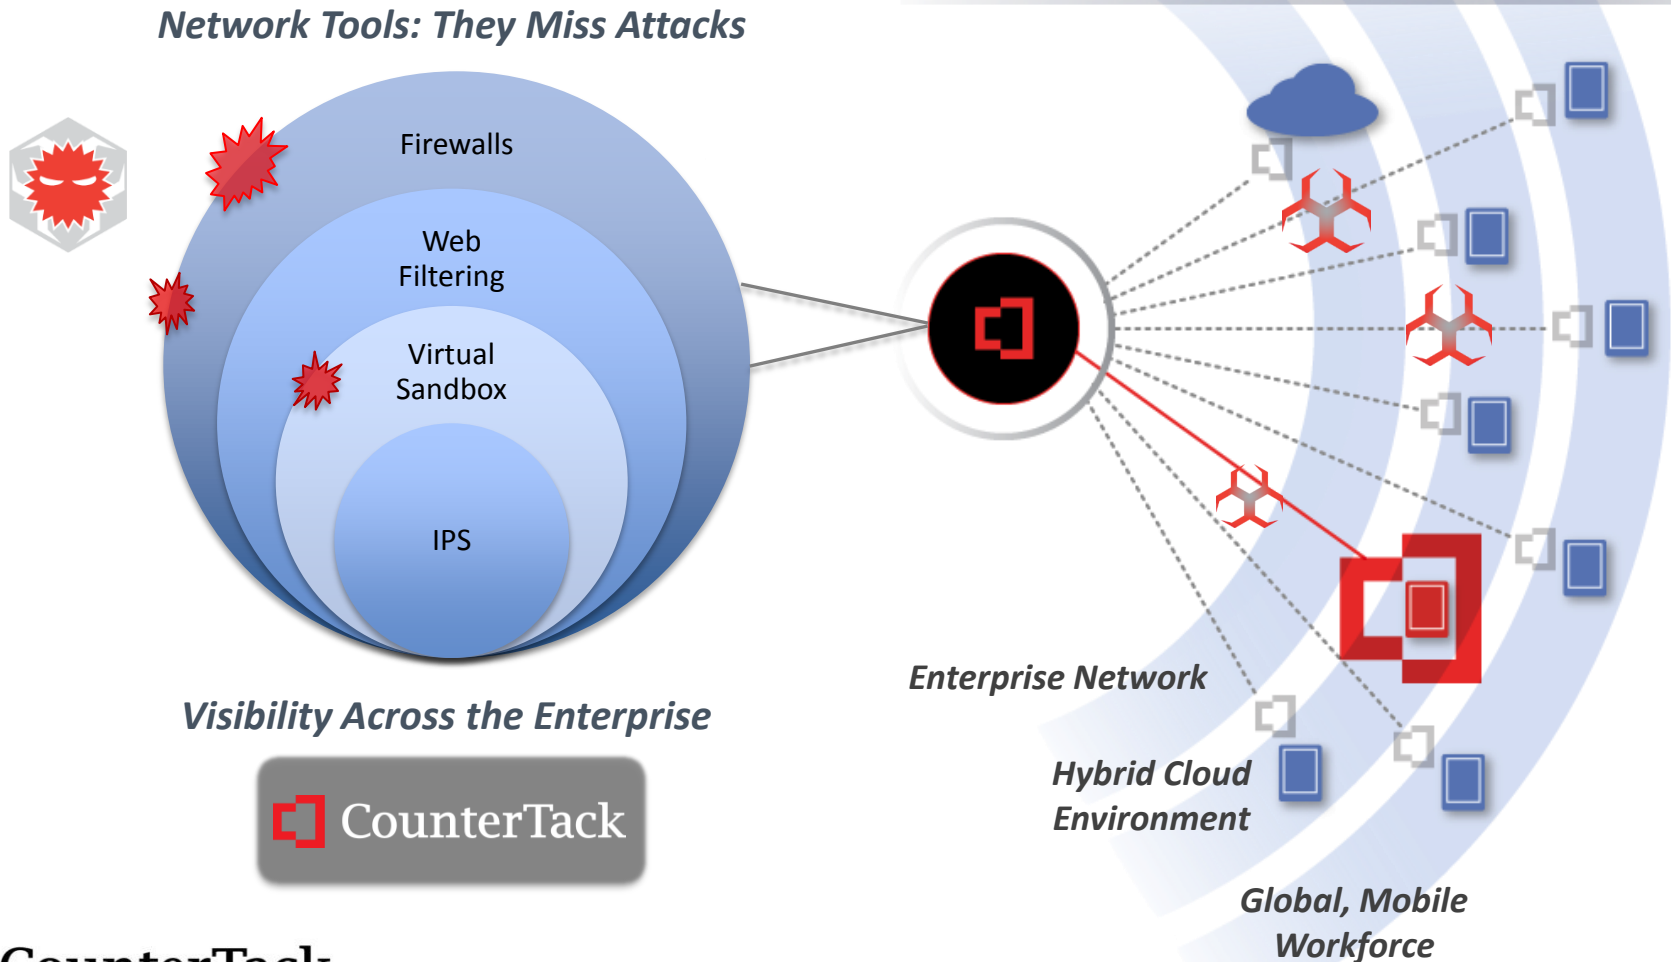 Network Tools: They Miss Attacks
Firewalls
Web
Filtering
Virtual
Sandbox
IPS
Visibility Across the Enterprise
CounterTack
Enterprise Network
Hybrid Cloud
Environment
Global, Mobile
Workforce
CounterTack